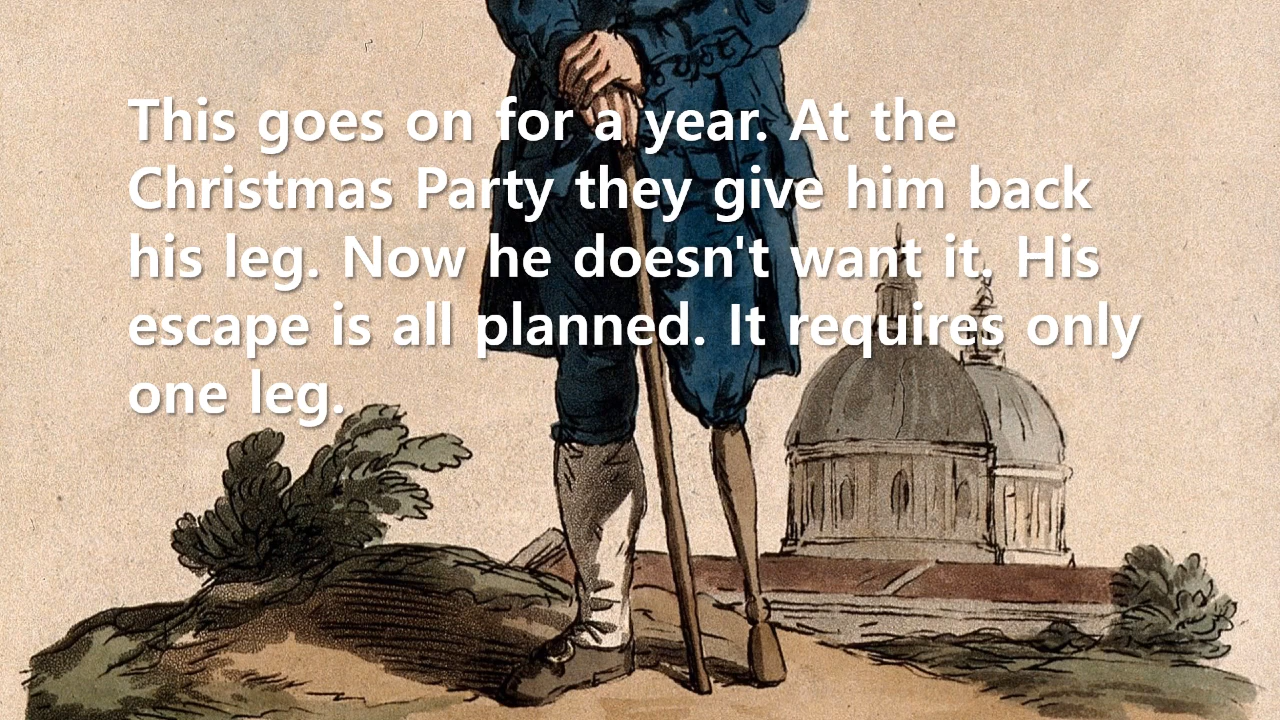 This goes on for a year. At the
Christmas Party they give him back
his leg. Now he doesn't want it. His
escape is all planned. It requires only
one leg.